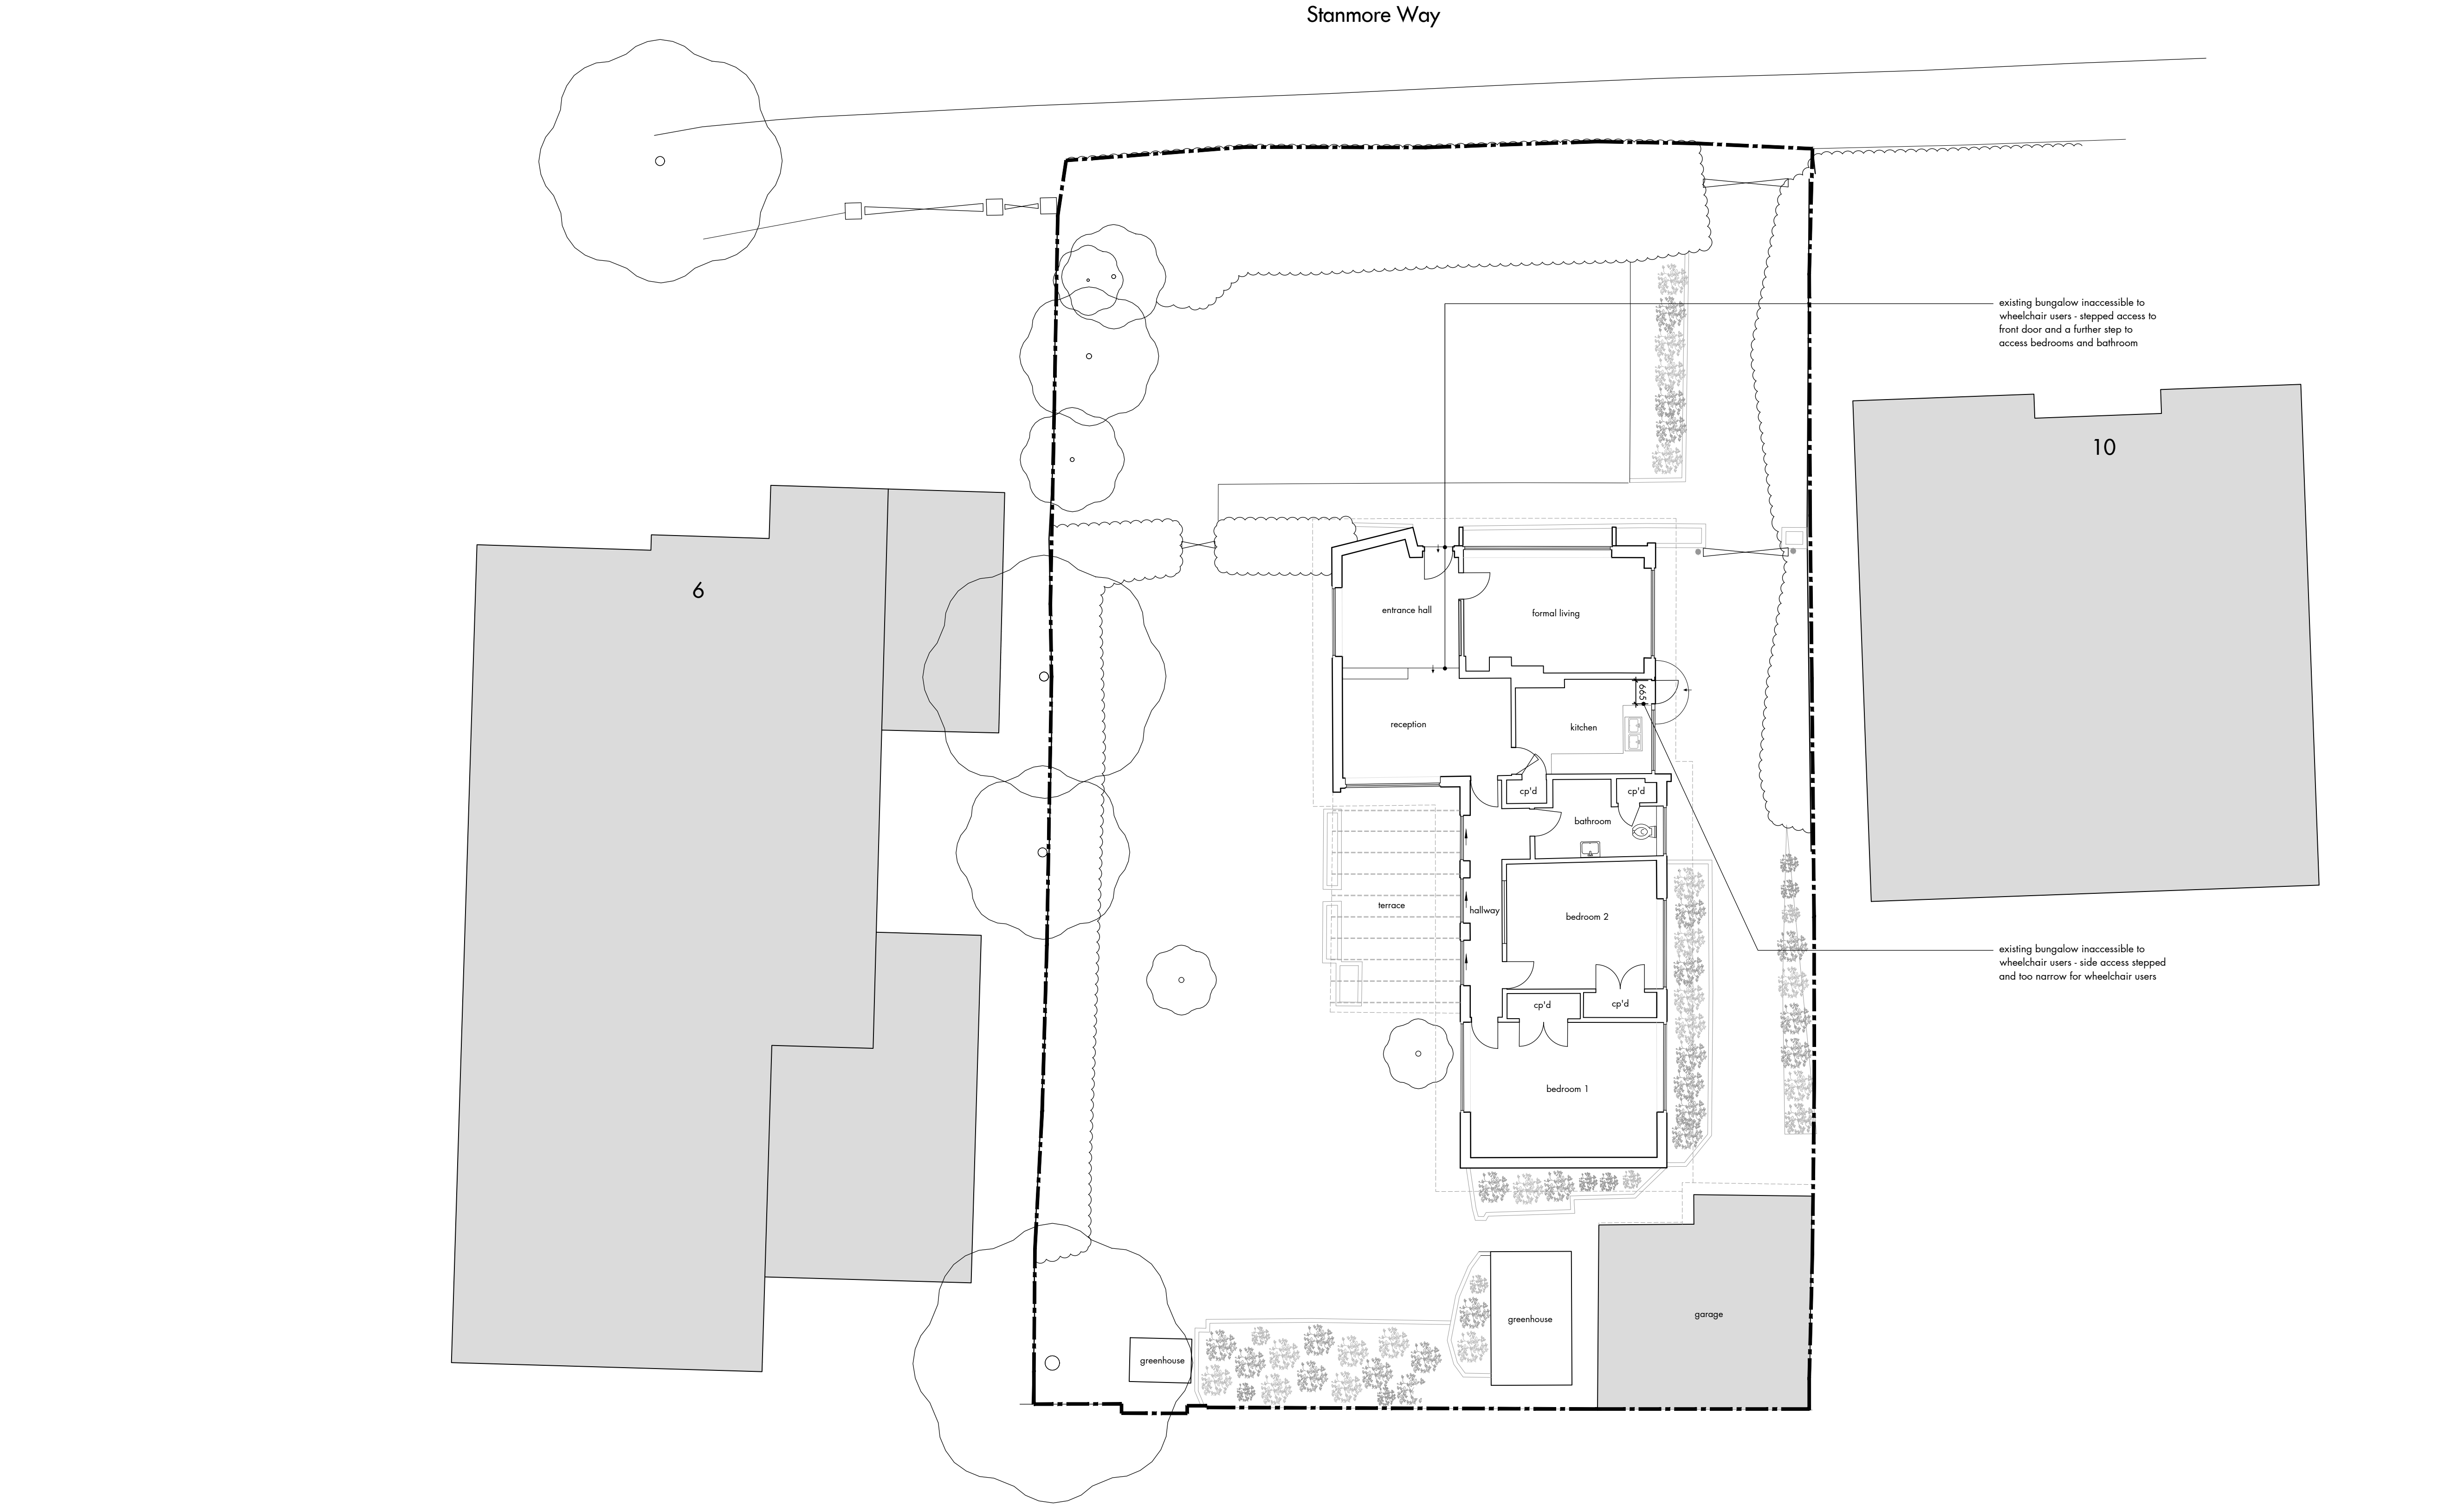 Stanmore Way
existing bungalow inaccessible to
wheelchair users - stepped access to
front door and a further step to
access bedrooms and bathroom
10
6
entrance hall
formal living
665
reception
kitchen
cp'd
cp'd
bathroom
terrace
hallway
bedroom 2
existing bungalow inaccessible to
wheelchair users - side access stepped
and too narrow for wheelchair users
cp'd
cp'd
bedroom 1
garage
greenhouse
greenhouse